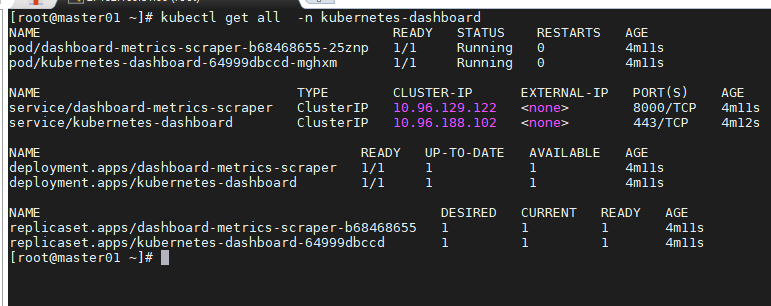 [root@master01 ~]# kubectl get all  -n kubernetes-dashboard
NAME                                             READY   STATUS    RESTARTS   AGE
pod/dashboard-metrics-scraper-b68468655-25znp   1/1     Running   0          4m11s
pod/kubernetes-dashboard-64999dbccd-mghxm       1/1     Running   0          4m11s
NAME                                TYPE        CLUSTER-IP      EXTERNAL-IP   PORT(S)    AGE
service/dashboard-metrics-scraper   ClusterIP   10.96.129.122   <none>        8000/TCP   4m11s
service/kubernetes-dashboard        ClusterIP   10.96.188.102   <none>        443/TCP    4m12s
NAME                                        READY   UP-TO-DATE   AVAILABLE   AGE
deployment.apps/dashboard-metrics-scraper   1/1     1            1           4m11s
deployment.apps/kubernetes-dashboard        1/1     1            1           4m11s
NAME                                                  DESIRED   CURRENT   READY   AGE
replicaset.apps/dashboard-metrics-scraper-b68468655   1         1         1       4m11s
replicaset.apps/kubernetes-dashboard-64999dbccd       1         1         1       4m11s
[root@master01 ~]#